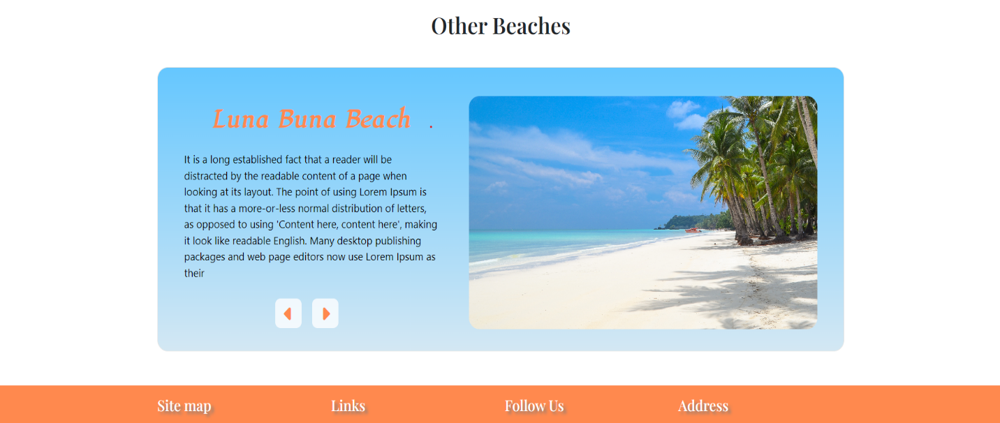 Other Beaches
Luna Buna Beach .
It is a long established fact that a reader will be
distracted by the readable content of a page when
looking at its layout. The point of using Lorem Ipsum is
that it has a more-or-less normal distribution of letters,
as opposed to using 'Content here, content here', making
it look like readable English. Many desktop publishing
packages and web page editors now use Lorem Ipsum as
their
Site map
Links
Follow Us
Address